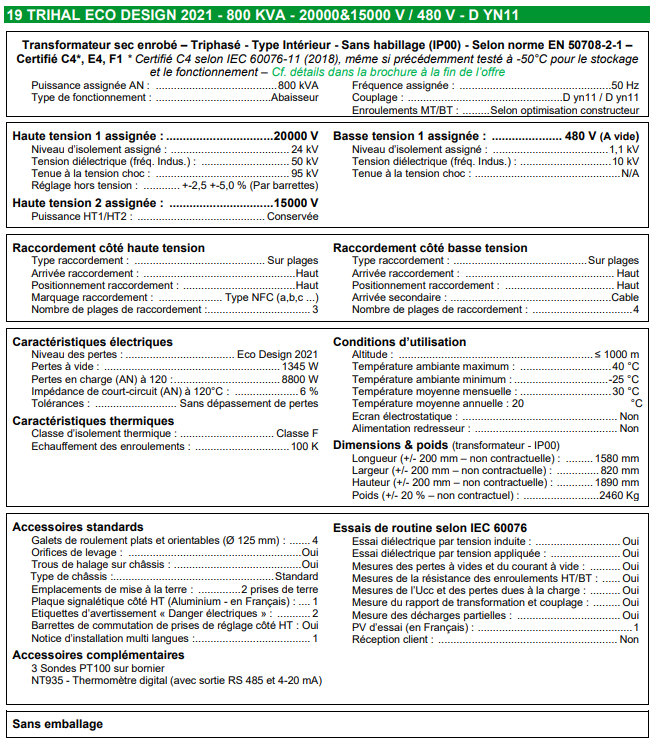 19 TRIHAL ECO DESIGN 2021 - 800 KVA - 20000&15000 V / 480 V - D YN11
Transformateur sec enrobé – Triphasé - Type Intérieur - Sans habillage (IP00) - Selon norme EN 50708-2-1 –
Certifié C4*, E4, F1 * Certifié C4 selon IEC 60076-11 (2018), même si précédemment testé à -50°C pour le stockage
et le fonctionnement – Cf. détails dans la brochure à la fin de l'offre
Puissance assignée AN : ................................800 kVA
Type de fonctionnement : ..........................Abaisseur
Fréquence assignée : ........................................50 Hz
Couplage : .......................................D yn11 / D yn11
Enroulements MT/BT : ..........Selon optimisation constructeur
Haute tension 1 assignée : ..........................20000 V
Niveau d'isolement assigné : ................................24 kV
Tension diélectrique (fréq. Indus.) : .......................50 kV
Tenue à la tension choc : ....................................95 kV
Réglage hors tension : ............ +-2,5 +-5,0 % (Par barrettes)
Haute tension 2 assignée : ..........................15000 V
Puissance HT1/HT2 : ....................................Conservée
Basse tension 1 assignée : .................... 480 V (A vide)
Niveau d'isolement assigné : ................................1,1 kV
Tension diélectrique (fréq. Indus.) : .......................10 kV
Tenue à la tension choc : ....................................N/A
Raccordement côté haute tension
Type raccordement : ................................... Sur plages
Arrivée raccordement : .......................................Haut
Positionnement raccordement : ................................Haut
Marquage raccordement : .................... Type NFC (a,b,c ...)
Nombre de plages de raccordement :.............................3
Raccordement côté basse tension
Type raccordement : ....................................Sur plages
Arrivée raccordement : ...................................... Haut
Positionnement raccordement : ............................... Haut
Arrivée secondaire : ........................................Cable
Nombre de plages de raccordement : ............................4
Caractéristiques électriques
Niveau des pertes : ..............................Eco Design 2021
Pertes à vide : ............................................1345 W
Pertes en charge (AN) à 120 :...............................8800 W
Impédance de court-circuit (AN) à 120°C : ................... 6 %
Tolérances : ...................... Sans dépassement de pertes
Caractéristiques thermiques
Classe d'isolement thermique : ............................Classe F
Echauffement des enroulements : ............................100 K
Conditions d'utilisation
Altitude : ..............................................≤ 1000 m
Température ambiante maximum : .............................40 °C
Température ambiante minimum : ............................-25 °C
Température moyenne mensuelle : ............................30 °C
Température moyenne annuelle : 20 °C
Ecran électrostatique : ......................................Non
Alimentation redresseur : ....................................Non
Dimensions & poids (transformateur - IP00)
Longueur (+/- 200 mm – non contractuelle) : ......... 1580 mm
Largeur (+/- 200 mm – non contractuelle) : ............. 820 mm
Hauteur (+/- 200 mm – non contractuelle) : ............1890 mm
Poids (+/- 20 % – non contractuel) : ....................2460 Kg
Accessoires standards
Galets de roulement plats et orientables (Ø 125 mm) : ....... 4
Orifices de levage : .........................................Oui
Trous de halage sur châssis : ................................Oui
Type de châssis :........................................Standard
Emplacements de mise à la terre : ..............2 prises de terre
Plaque signalétique côté HT (Aluminium - en Français) : .... 1
Etiquettes d'avertissement « Danger électriques » : .......... 2
Barrettes de commutation de prises de réglage côté HT : Oui
Notice d'installation multi langues :..........................1
Accessoires complémentaires
3 Sondes PT100 sur bornier
NT935 - Thermomètre digital (avec sortie RS 485 et 4-20 mA)
Essais de routine selon IEC 60076
Essai diélectrique par tension induite : .................... Oui
Essai diélectrique par tension appliquée : .................. Oui
Mesures des pertes à vides et du courant à vide : ........... Oui
Mesures de la résistance des enroulements HT/BT : ...... Oui
Mesures de l'Ucc et des pertes dues à la charge : ........... Oui
Mesure du rapport de transformation et couplage : .......... Oui
Mesure des décharges partielles : ........................... Oui
PV d'essai (en Français) : ....................................1
Réception client : .......................................... Non
Sans emballage